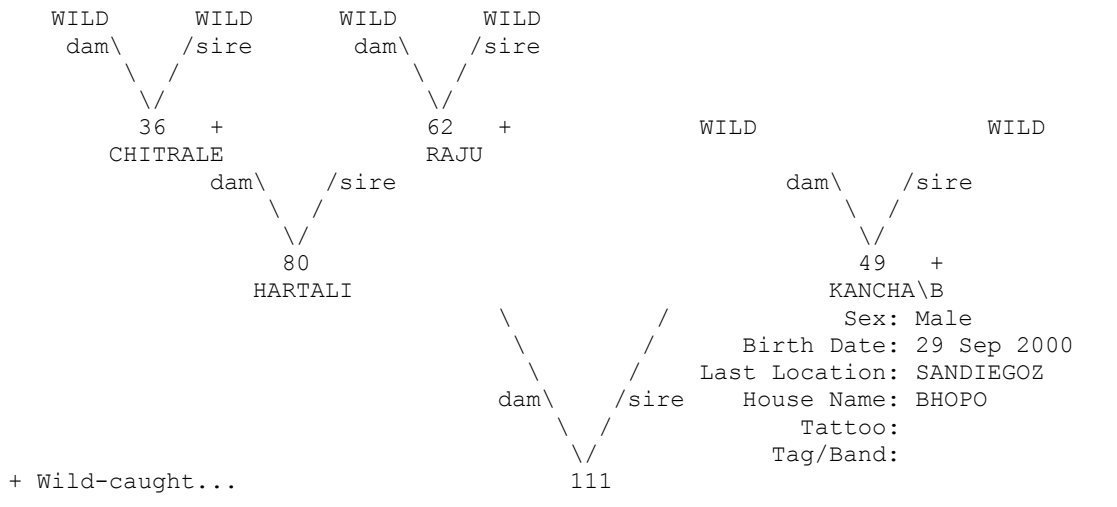 WILD WILD WILD WILD
dam\ /sire dam\ /sire
\ / \ /
\/ \/
36 + 62 + WILD WILD
CHITRALE RAJU
dam\ /sire dam\ /sire
\ / \ /
\/ \/
80 49 +
HARTALI KANCHA\B
\ / Sex: Male
\ / Birth Date: 29 Sep 2000
\ / Last Location: SANDIEGOZ
dam\ /sire House Name: BHOPO
\ / Tattoo:
\/ Tag/Band:
+ Wild-caught... 111